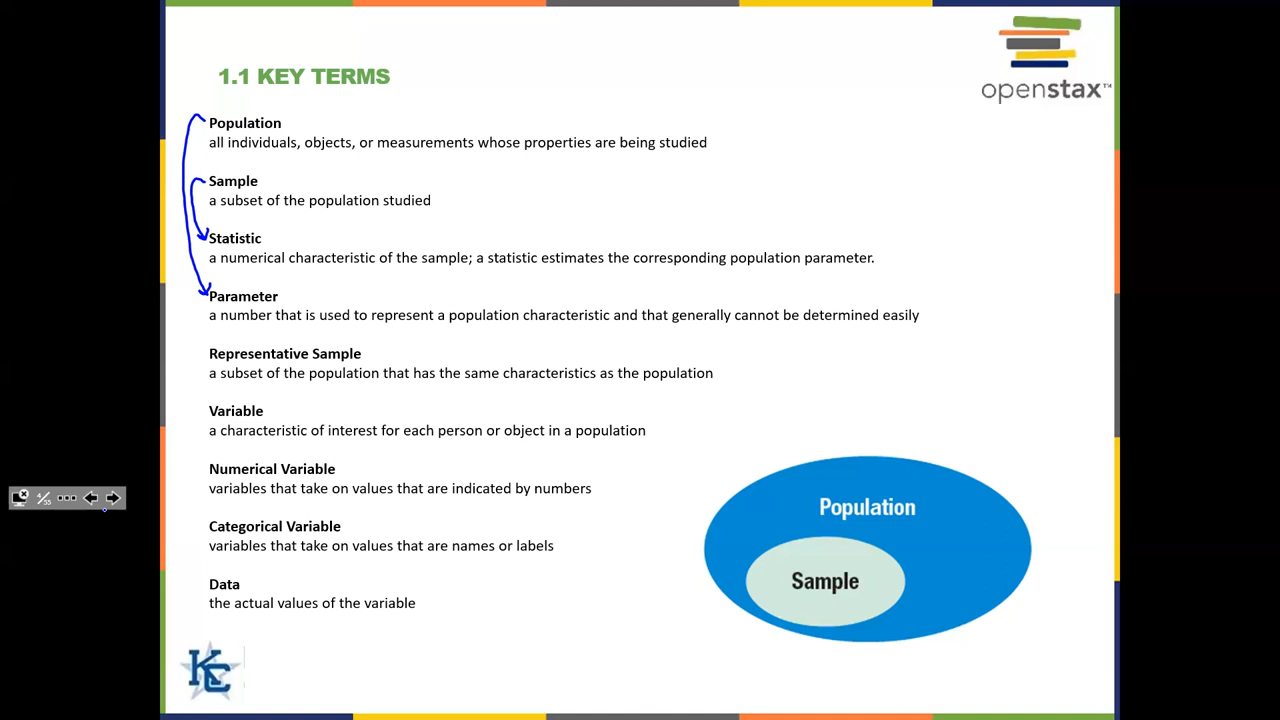 openstax™
1.1 KEY TERMS
Population
all individuals, objects, or measurements whose properties are being studied
Sample
a subset of the population studied
Statistic
a numerical characteristic of the sample; a statistic estimates the corresponding population parameter.
Parameter
a number that is used to represent a population characteristic and that generally cannot be determined easily
Representative Sample
a subset of the population that has the same characteristics as the population
Variable
a characteristic of interest for each person or object in a population
Numerical Variable
variables that take on values that are indicated by numbers
Categorical Variable
variables that take on values that are names or labels
Data
the actual values of the variable
Population
Sample
4/55
KC